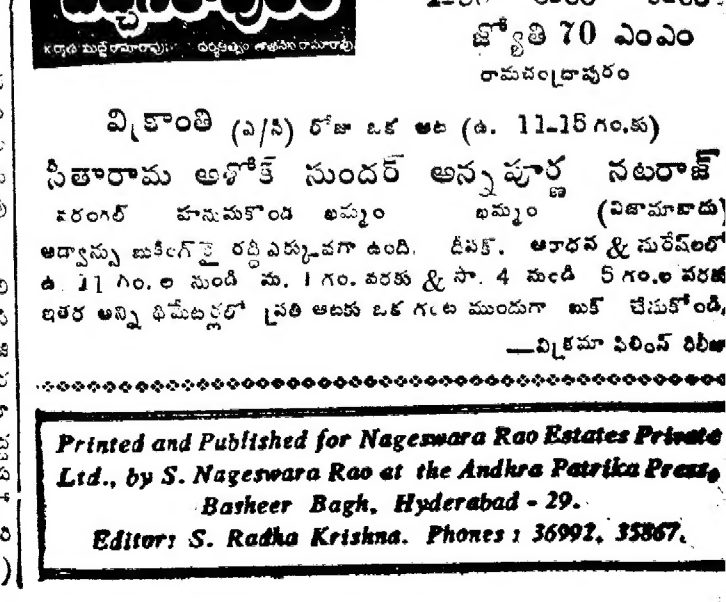 జ్యోతి 70 ఎంఎం
రామచంద్రాపురం
విక్రాంతి (ఎ/సి) రోజు ఒక ఆట (ఉ. 11-15 గం.కు)
సీతారామ అశోక్ సుందర్ అన్నపూర్ణ నటరాజ్
వరంగల్ హనుమకొండ ఖమ్మం ఖమ్మం (నిజామాబాదు)
అడ్వాన్సు బుకింగ్‌కై రద్దీ ఎక్కువగా ఉంది. దీపక్. ఆరాధన & సురేష్‌లలో
ఉ. 11 గం.ల నుండి మ. 1 గం. వరకు & సా. 4 నుండి 5 గం.ల వరకు
ఇతర అన్ని థియేటర్లలో ప్రతి ఆటకు ఒక గంట ముందుగా బుక్ చేసుకోండి.
—విక్రమా ఫిలింస్ రిలీజు
Printed and Published for Nageswara Rao Estates Private
Ltd., by S. Nageswara Rao at the Andhra Patrika Press,
Basheer Bagh, Hyderabad - 29.
Editor: S. Radha Krishna. Phones : 36992, 35867.